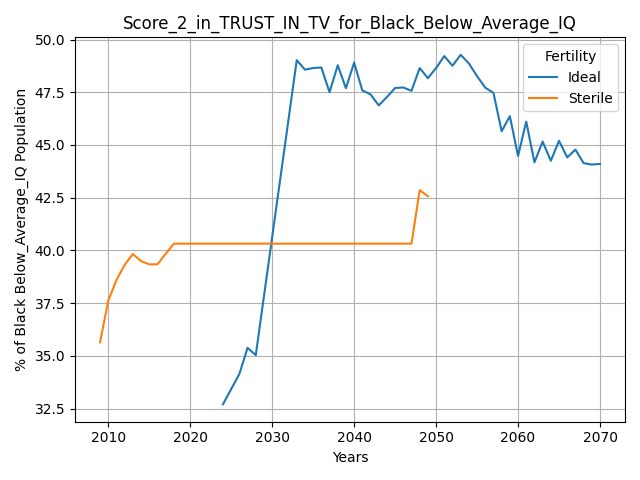 Score_2_in_TRUST_IN_TV_for_Black_Below_Average_IQ
% of Black Below_Average_IQ Population
50.0
47.5
45.0
42.5
40.0
37.5
35.0
32.5
Fertility
Ideal
Sterile
2010 2020 2030 2040 2050 2060 2070
Years